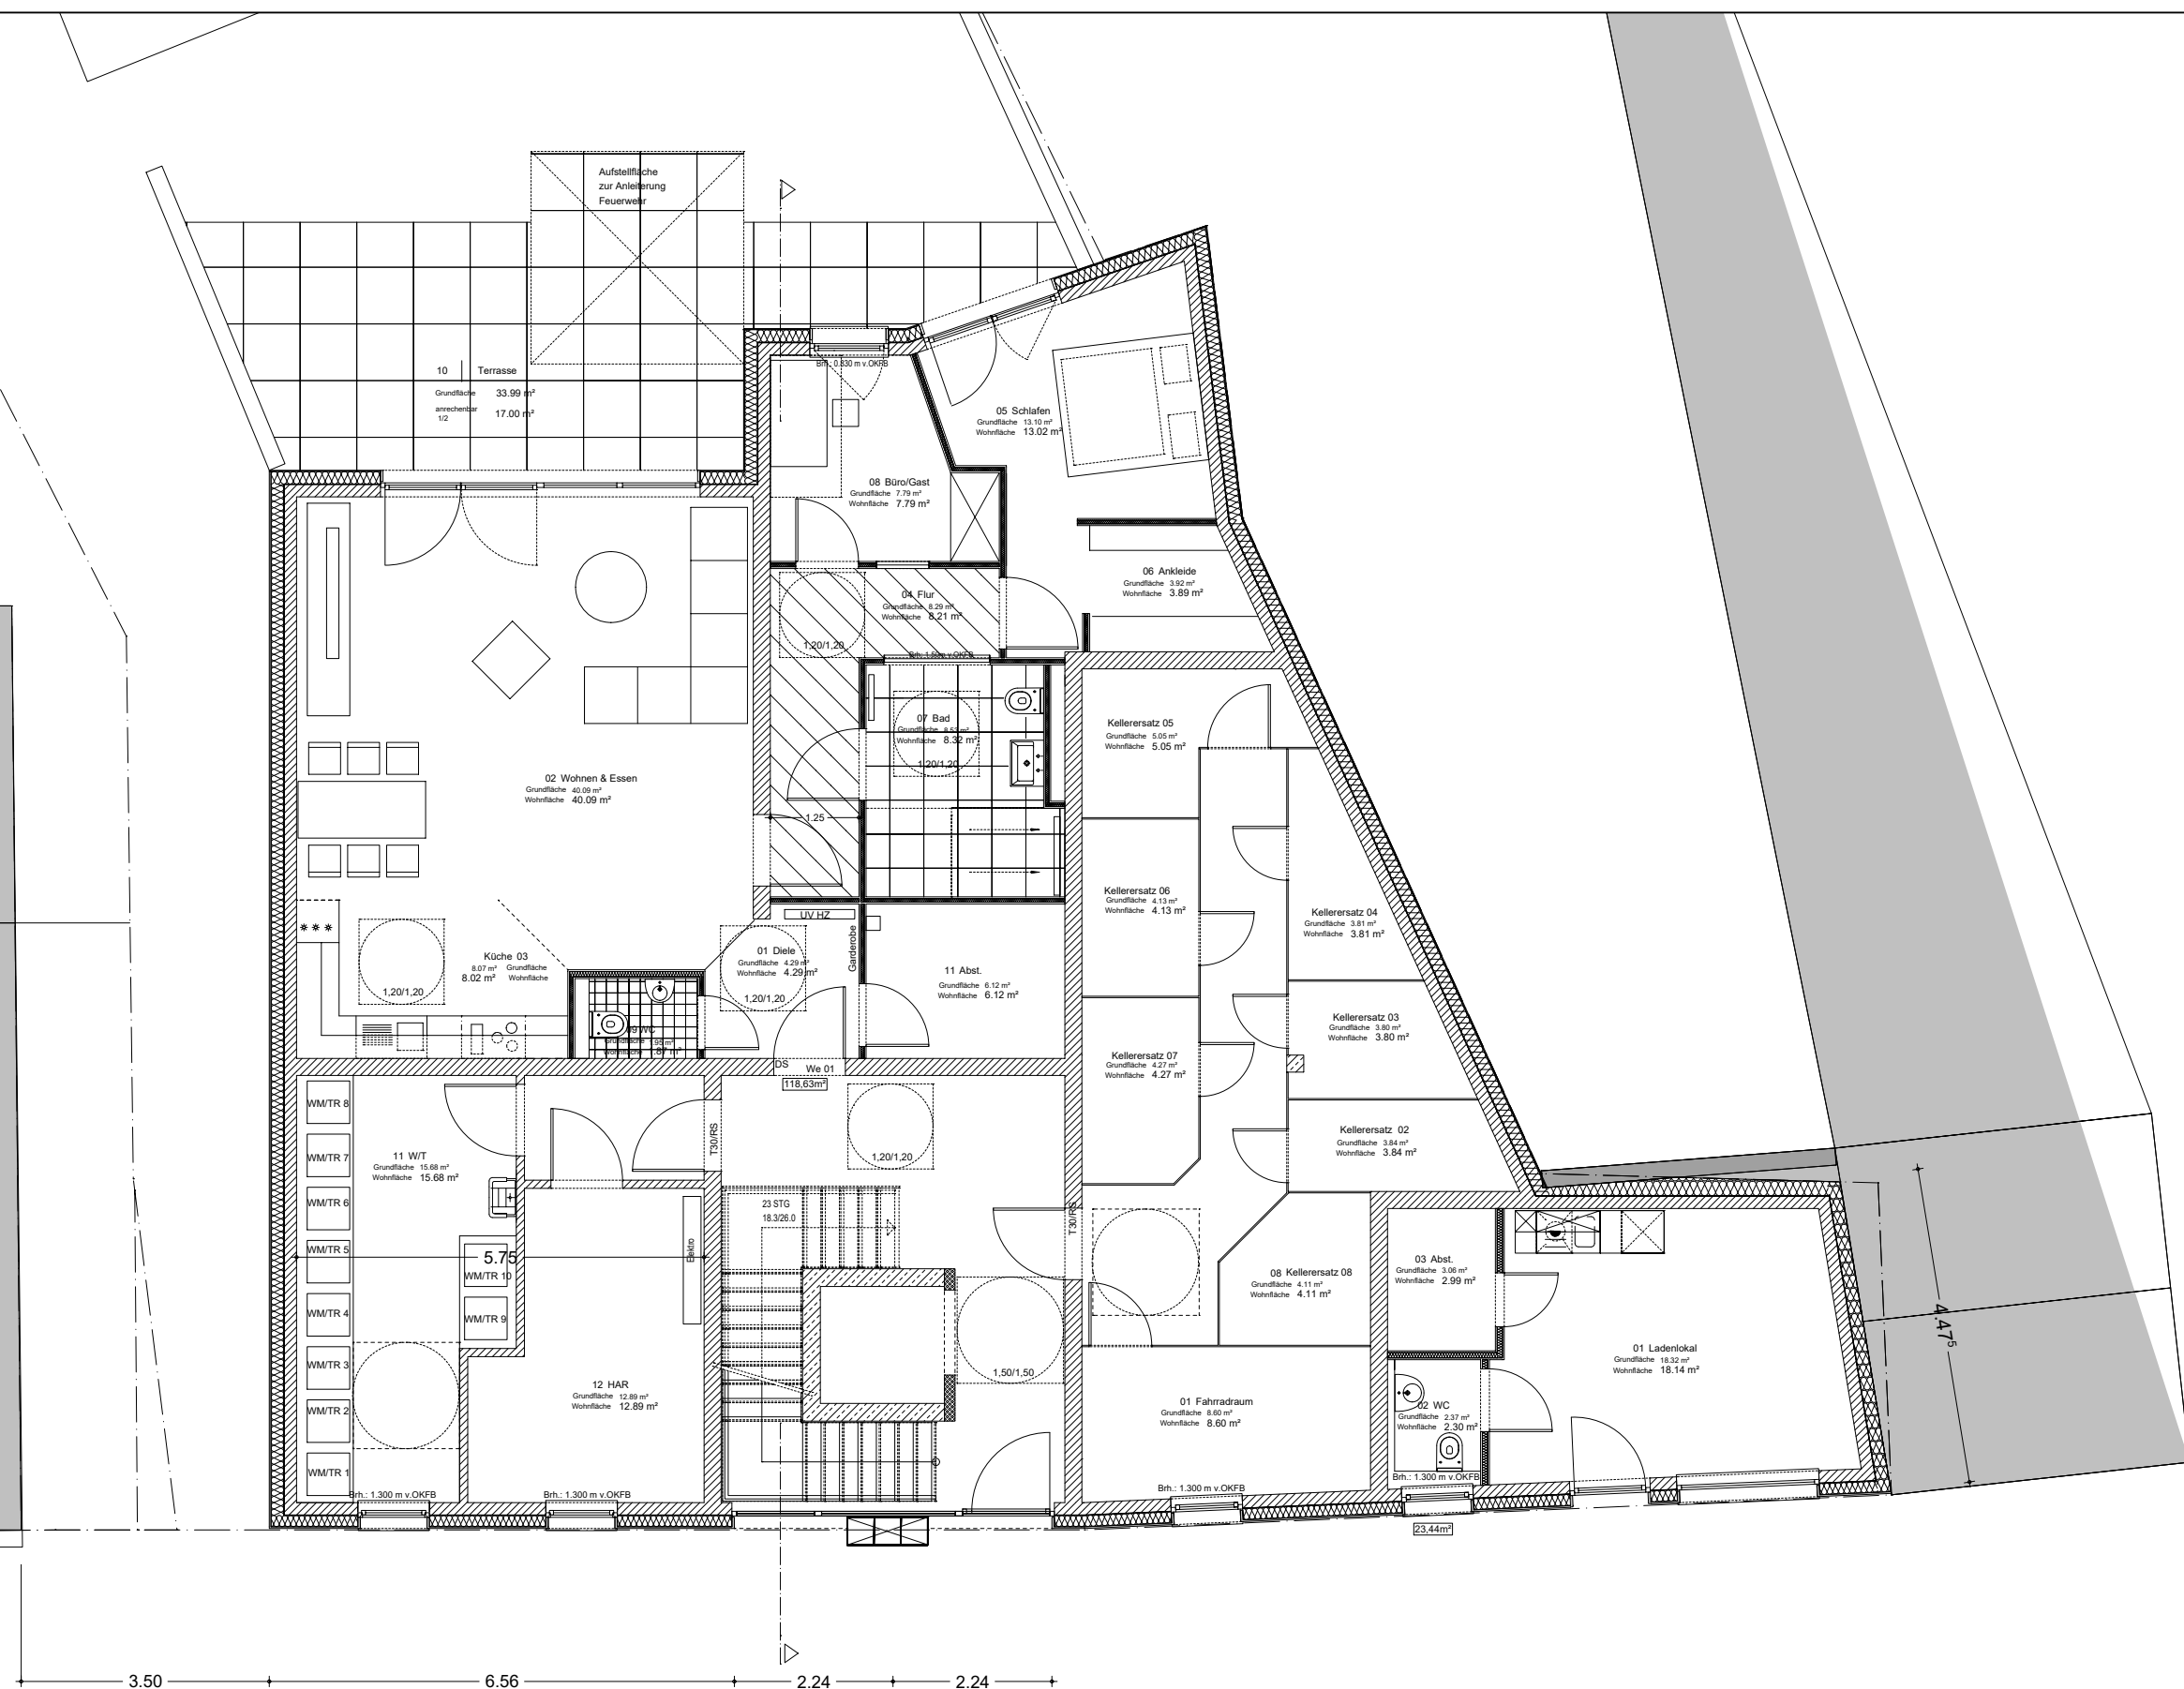 Aufstellfläche
zur Anleiterung
Feuerwehr
10 Terrasse
Grundfläche 33.99 m²
anrechenbar
1/2 17.00 m²
Brh.: 0.830 m v.OKFB
05 Schlafen
Grundfläche 13.10 m²
Wohnfläche 13.02 m²
08 Büro/Gast
Grundfläche 7.79 m²
Wohnfläche 7.79 m²
06 Ankleide
Grundfläche 3.92 m²
Wohnfläche 3.89 m²
04 Flur
Grundfläche 8.29 m²
Wohnfläche 8.21 m²
1,20/1,20
Brh.: 1.50m v.OKFB
07 Bad
Grundfläche
Wohnfläche 8.32 m²
1,20/1,20
1.25
02 Wohnen & Essen
Grundfläche 40.09 m²
Wohnfläche 40.09 m²
Kellerersatz 05
Grundfläche 5.05 m²
Wohnfläche 5.05 m²
Kellerersatz 06
Grundfläche 4.13 m²
Wohnfläche 4.13 m²
Kellerersatz 04
Grundfläche 3.81 m²
Wohnfläche 3.81 m²
UV HZ
Garderobe
01 Diele
Grundfläche 4.29 m²
Wohnfläche 4.29 m²
1,20/1,20
11 Abst.
Grundfläche 6.12 m²
Wohnfläche 6.12 m²
Küche 03
8.07 m² Grundfläche
8.02 m² Wohnfläche
1,20/1,20
09 WC
Grundfläche
Wohnfläche
Kellerersatz 03
Grundfläche 3.80 m²
Wohnfläche 3.80 m²
Kellerersatz 07
Grundfläche 4.27 m²
Wohnfläche 4.27 m²
DS
We 01
118,63m²
WM/TR 8
WM/TR 7
WM/TR 6
WM/TR 5
WM/TR 4
WM/TR 3
WM/TR 2
WM/TR 1
11 W/T
Grundfläche 15.68 m²
Wohnfläche 15.68 m²
T30/RS
1,20/1,20
Kellerersatz 02
Grundfläche 3.84 m²
Wohnfläche 3.84 m²
23 STG
18.3/26.0
T30/RS
5.75
WM/TR 10
WM/TR 9
Elektro
08 Kellerersatz 08
Grundfläche 4.11 m²
Wohnfläche 4.11 m²
03 Abst.
Grundfläche 3.06 m²
Wohnfläche 2.99 m²
4.47⁵
01 Ladenlokal
Grundfläche 18.32 m²
Wohnfläche 18.14 m²
1,50/1,50
12 HAR
Grundfläche 12.89 m²
Wohnfläche 12.89 m²
01 Fahrradraum
Grundfläche 8.60 m²
Wohnfläche 8.60 m²
02 WC
Grundfläche 2.37 m²
Wohnfläche 2.30 m²
Brh.: 1.300 m v.OKFB
Brh.: 1.300 m v.OKFB
Brh.: 1.300 m v.OKFB
Brh.: 1.300 m v.OKFB
23,44m²
3.50
6.56
2.24
2.24